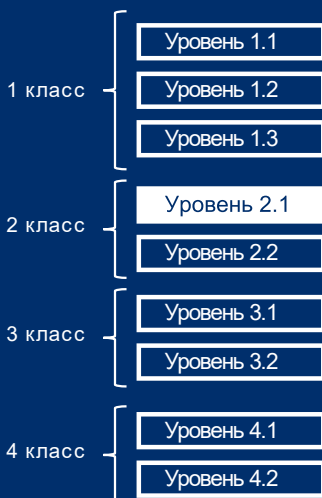 1 класс
Уровень 1.1
Уровень 1.2
Уровень 1.3
2 класс
Уровень 2.1
Уровень 2.2
3 класс
Уровень 3.1
Уровень 3.2
4 класс
Уровень 4.1
Уровень 4.2